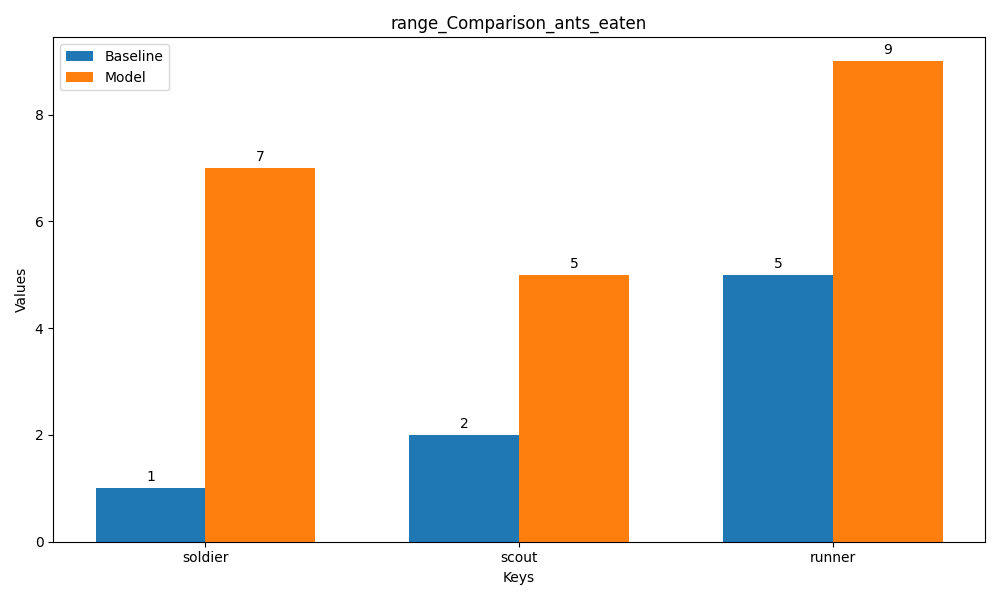 range_Comparison_ants_eaten
Baseline
Model
9
8
7
6
5
5
4
2
2
1
0
Values
soldier
scout
runner
Keys